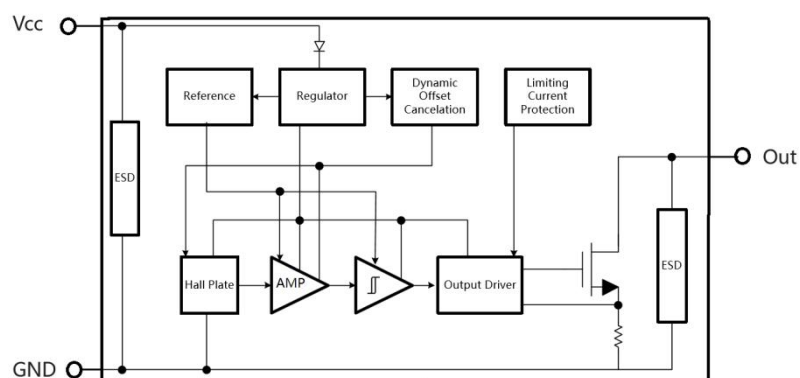 Vcc
Reference
Regulator
Dynamic
Offset
Cancelation
Limiting
Current
Protection
ESD
Out
Hall Plate
AMP
Output Driver
ESD
GND